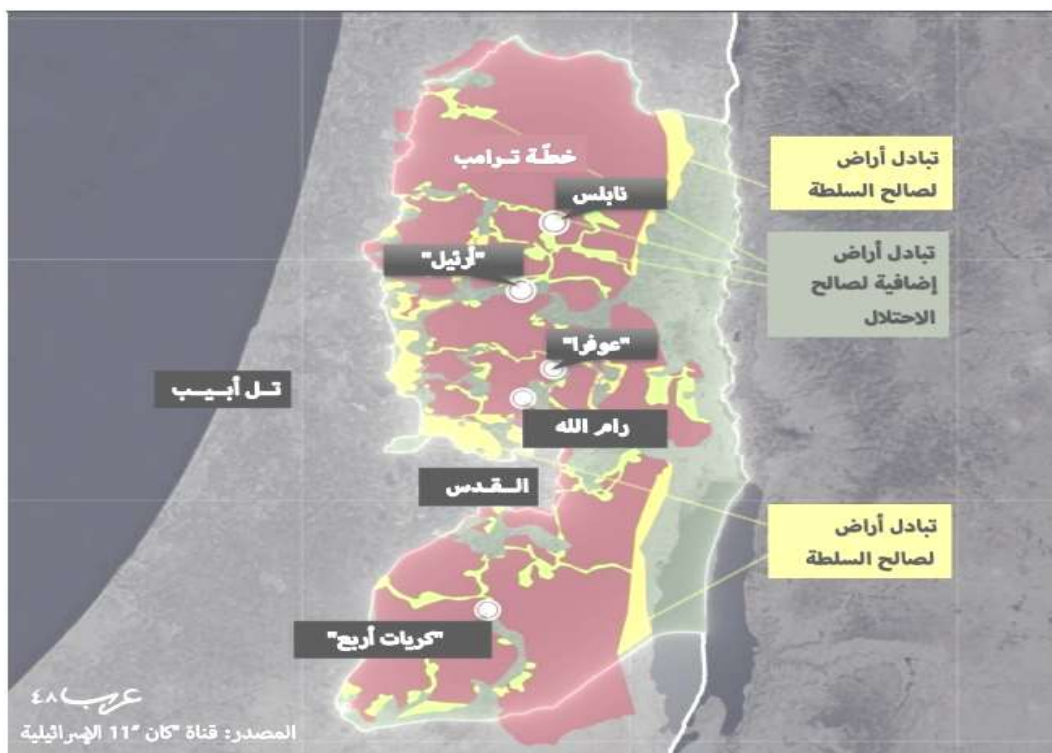 خطّة ترامب
تبادل أراض
لصالح السلطة
نابلس
تبادل أراض
إضافية لصالح
الاحتلال
"أرئيل"
"عوفرا"
تل أبيب
رام الله
القدس
تبادل أراض
لصالح السلطة
"كريات أربع"
عرب ٤٨
المصدر: قناة "كان 11" الإسرائيلية